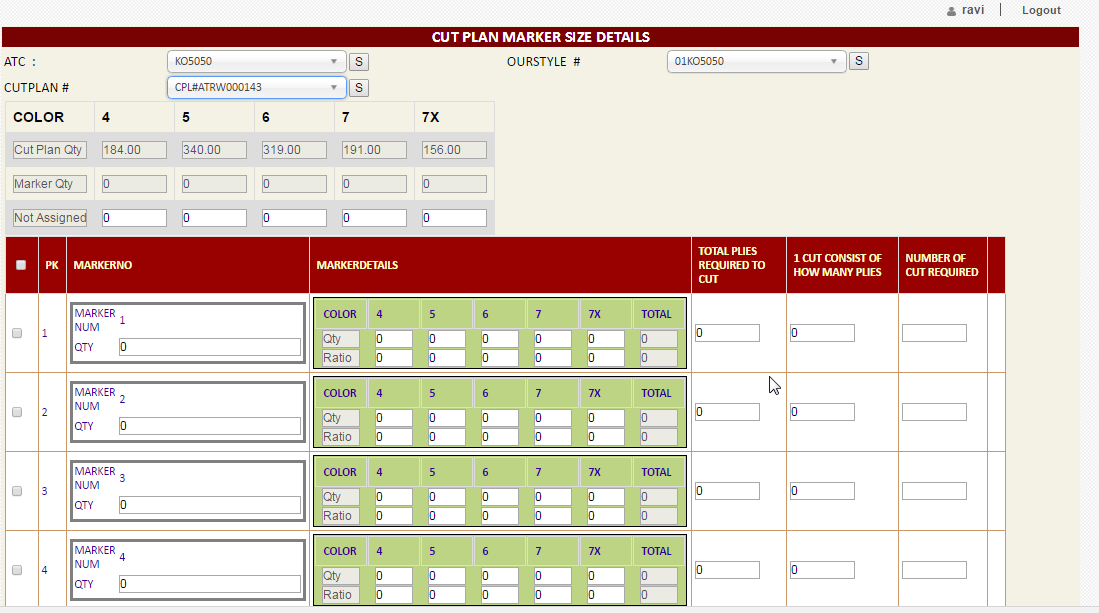 ravi | Logout
CUT PLAN MARKER SIZE DETAILS
ATC : KO5050 S OURSTYLE # 01KO5050 S
CUTPLAN # CPL#ATRW000143 S
COLOR 4 5 6 7 7X
Cut Plan Qty 184.00 340.00 319.00 191.00 156.00
Marker Qty 0 0 0 0 0
Not Assigned 0 0 0 0 0
PK MARKERNO MARKERDETAILS TOTAL PLIES REQUIRED TO CUT 1 CUT CONSIST OF HOW MANY PLIES NUMBER OF CUT REQUIRED
1 MARKER NUM 1 QTY 0
COLOR 4 5 6 7 7X TOTAL
Qty 0 0 0 0 0 0
Ratio 0 0 0 0 0 0
0 0
2 MARKER NUM 2 QTY 0
COLOR 4 5 6 7 7X TOTAL
Qty 0 0 0 0 0 0
Ratio 0 0 0 0 0 0
0 0
3 MARKER NUM 3 QTY 0
COLOR 4 5 6 7 7X TOTAL
Qty 0 0 0 0 0 0
Ratio 0 0 0 0 0 0
0 0
4 MARKER NUM 4 QTY 0
COLOR 4 5 6 7 7X TOTAL
Qty 0 0 0 0 0 0
Ratio 0 0 0 0 0 0
0 0